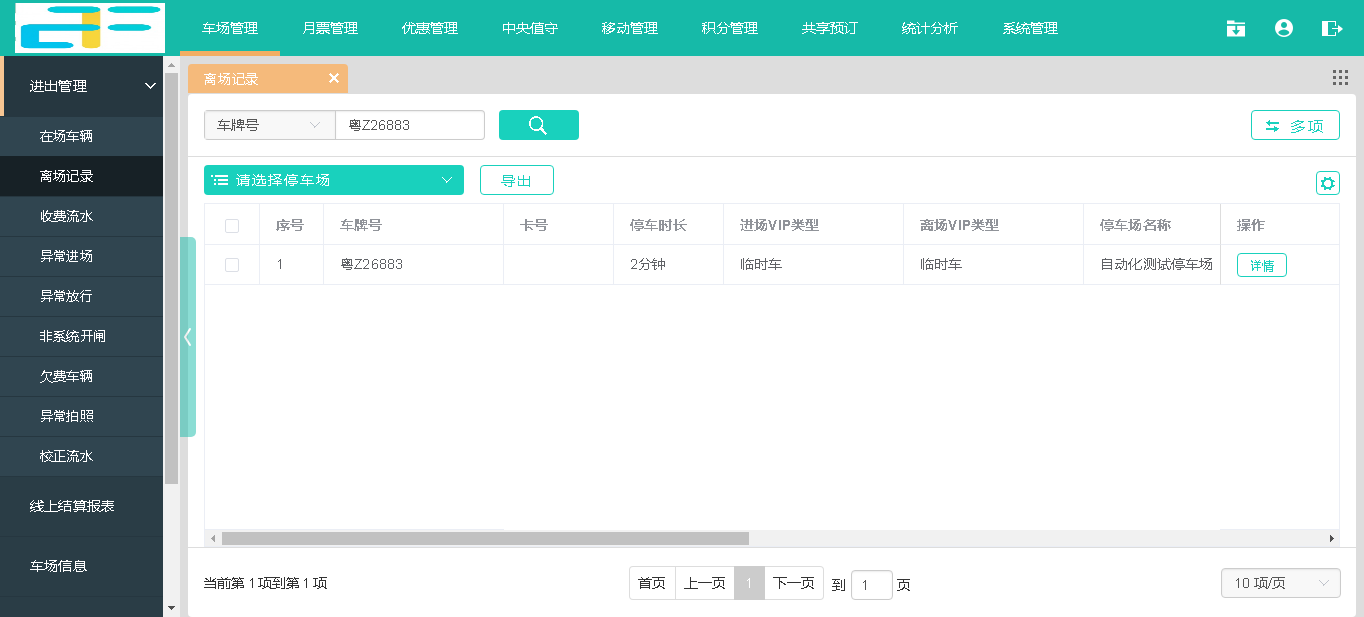 车场管理 月票管理 优惠管理 中央值守 移动管理 积分管理 共享预订 统计分析 系统管理
进出管理
在场车辆
离场记录
收费流水
异常进场
异常放行
非系统开闸
欠费车辆
异常拍照
校正流水
线上结算报表
车场信息
离场记录
车牌号 粤Z26883 多项
请选择停车场 导出
序号 车牌号 卡号 停车时长 进场VIP类型 离场VIP类型 停车场名称 操作
1 粤Z26883 2分钟 临时车 临时车 自动化测试停车场 详情
当前第 1 项到第 1 项 首页 上一页 1 下一页 到 1 页 10 项/页